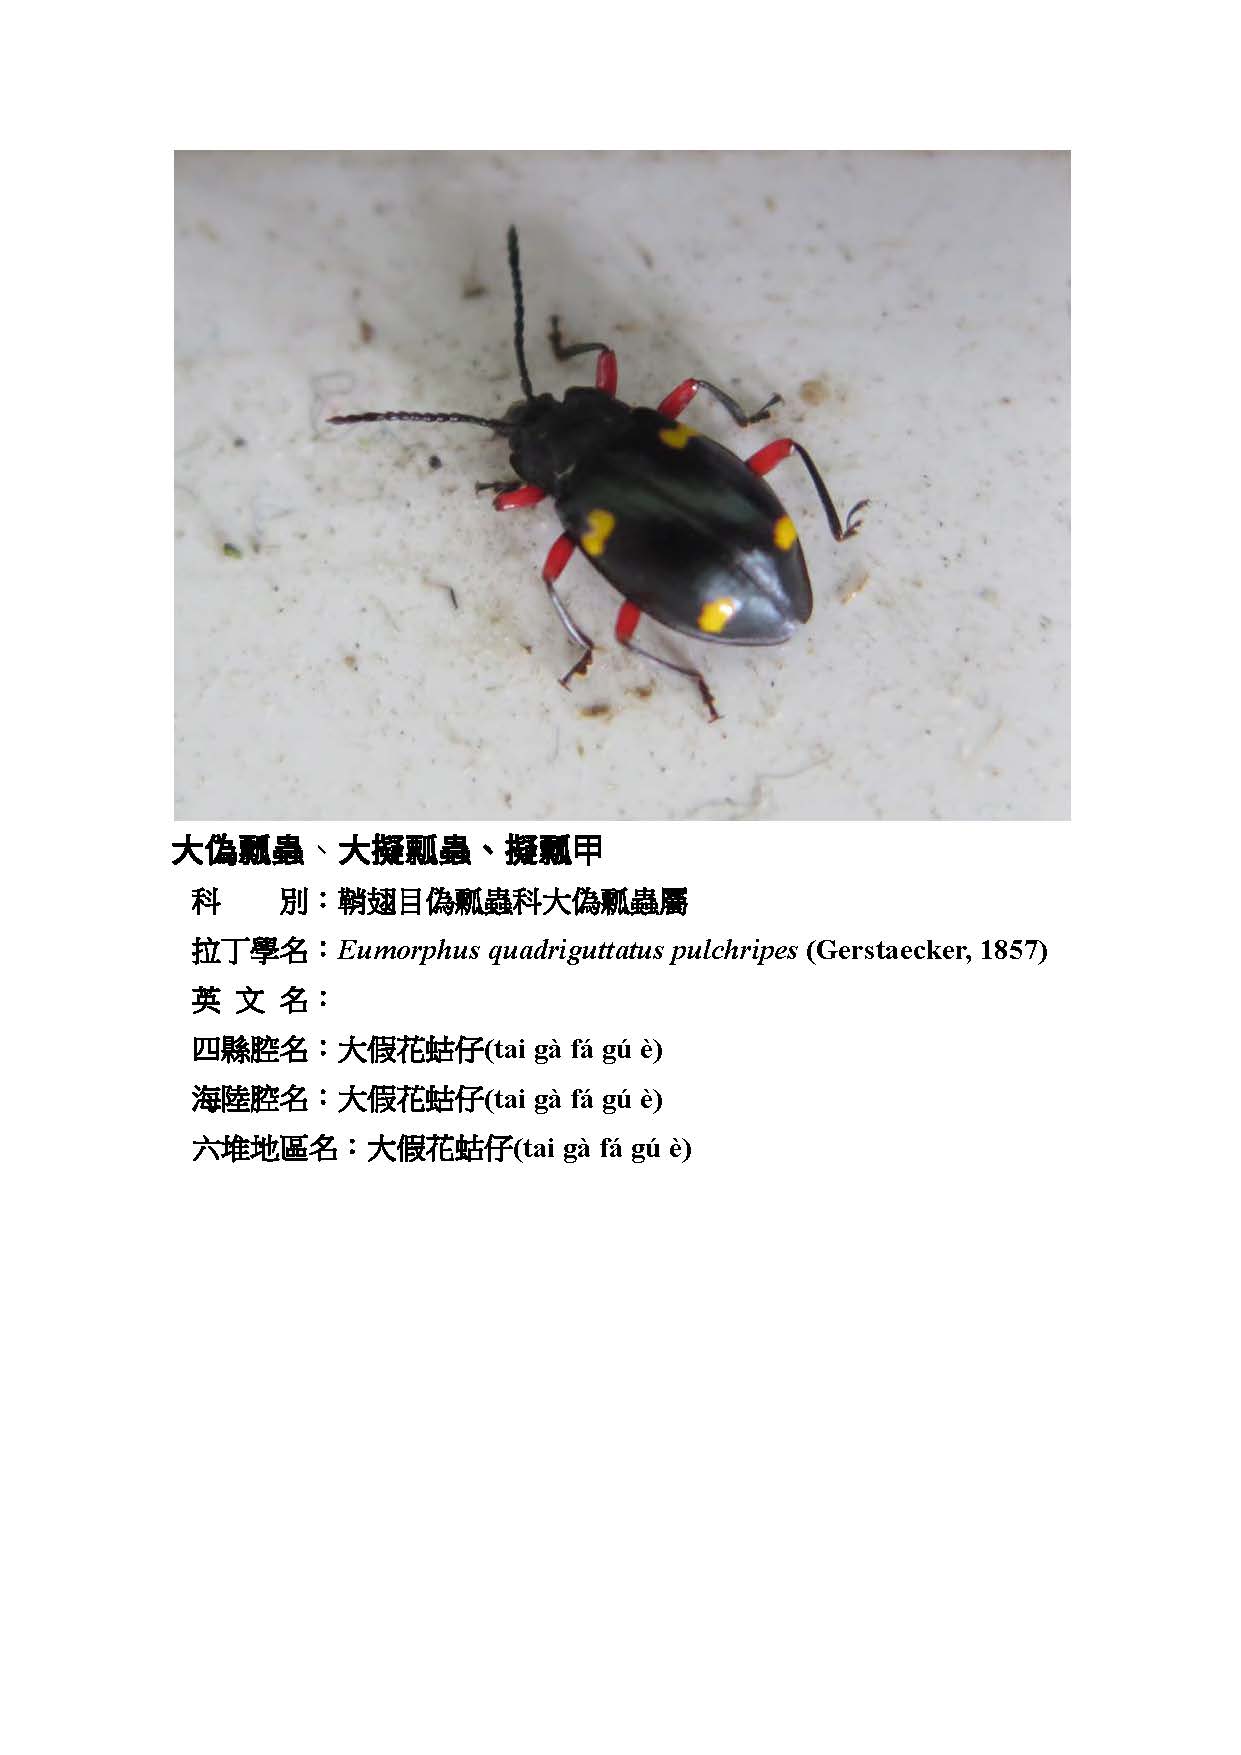 大偽瓢蟲、大擬瓢蟲、擬瓢甲
科　　別：鞘翅目偽瓢蟲科大偽瓢蟲屬
拉丁學名：Eumorphus quadriguttatus pulchripes (Gerstaecker, 1857)
英 文 名：
四縣腔名：大假花蛄仔(tai gà fá gú è)
海陸腔名：大假花蛄仔(tai gà fá gú è)
六堆地區名：大假花蛄仔(tai gà fá gú è)